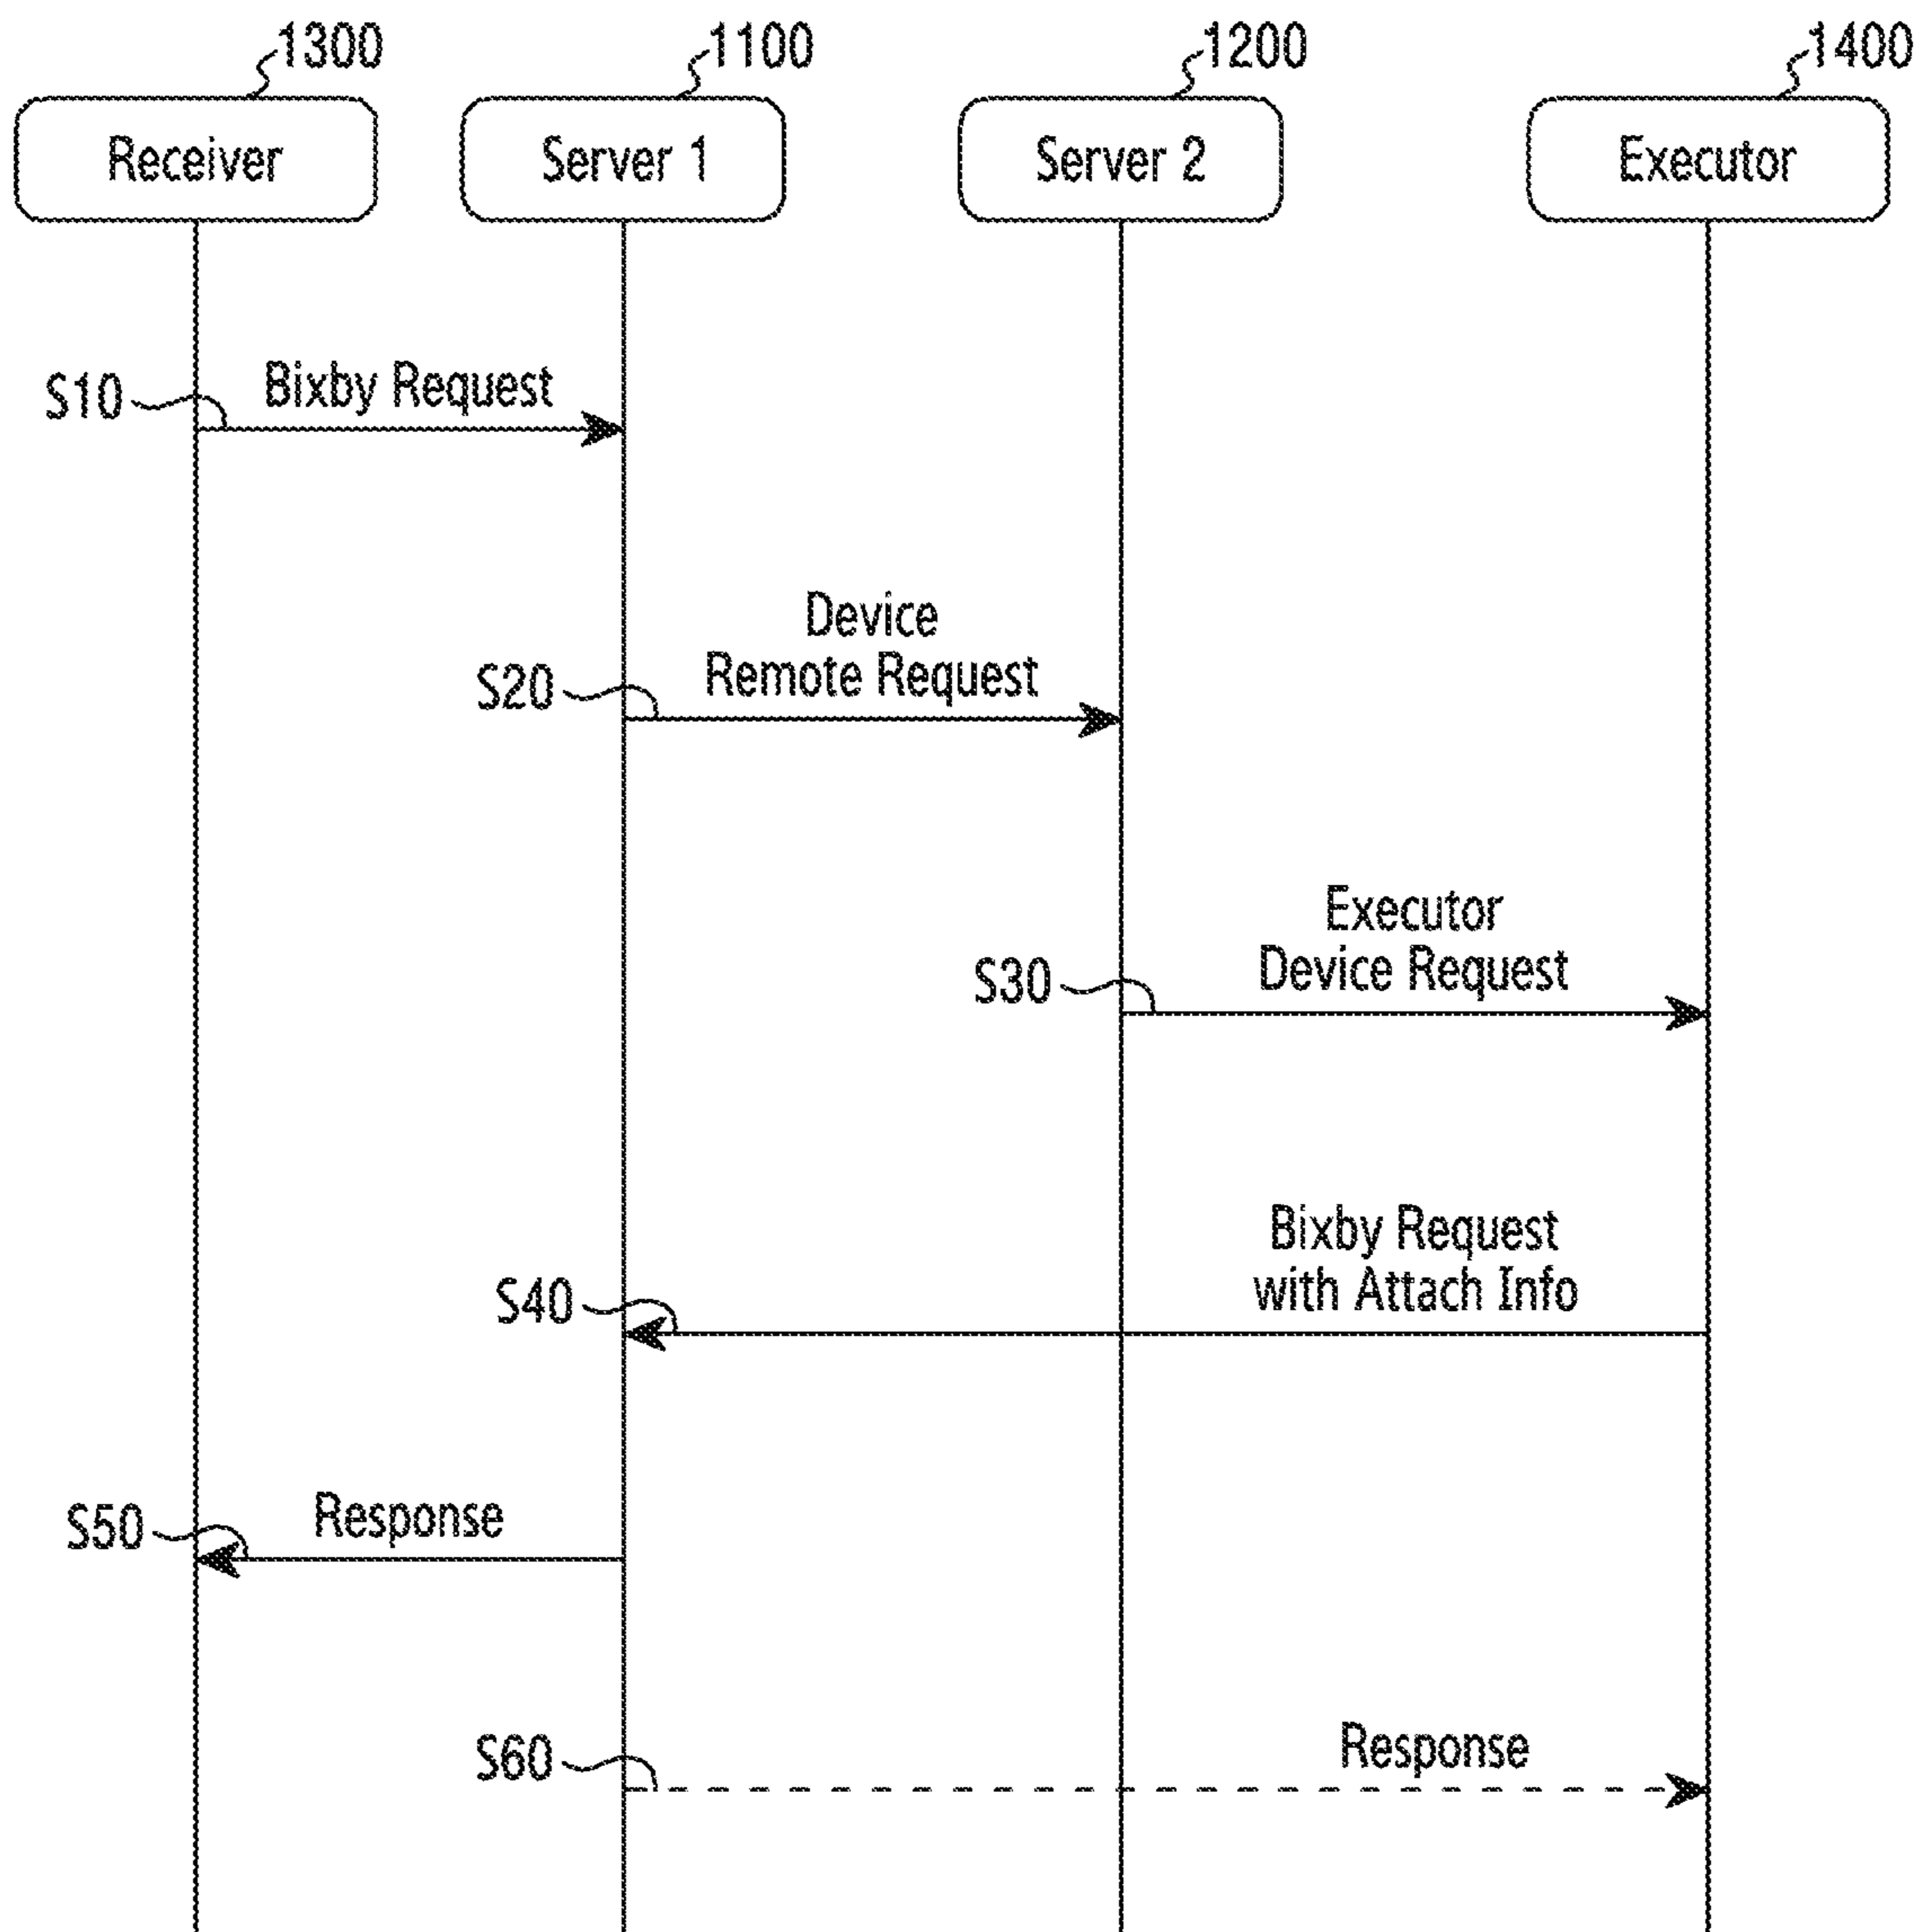 1300
1100
1200
1400
Receiver
Server 1
Server 2
Executor
S10
Bixby Request
Device
Remote Request
S20
Executor
Device Request
S30
Bixby Request
with Attach Info
S40
Response
S50
Response
S60